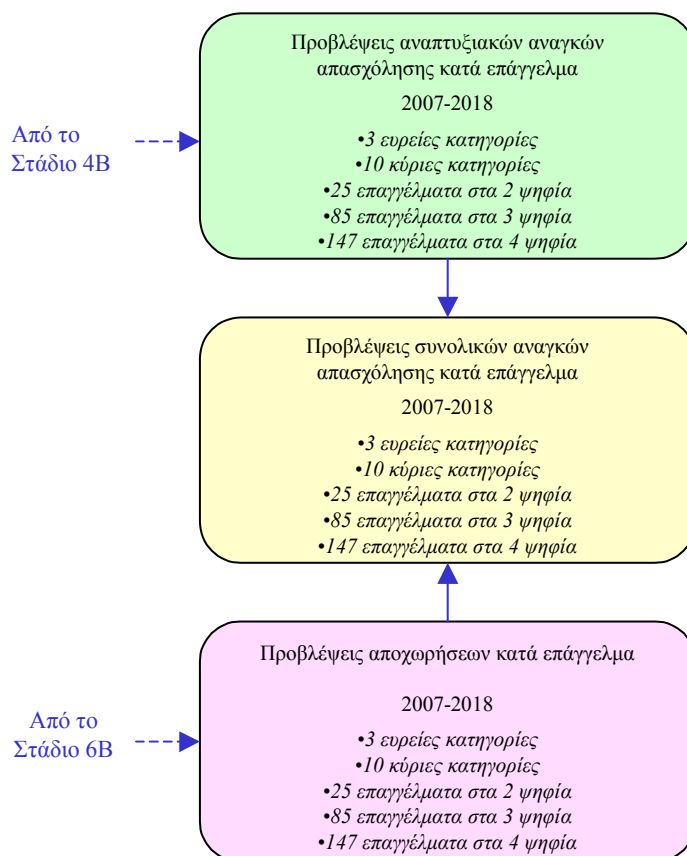 Προβλέψεις αναπτυξιακών αναγκών
απασχόλησης κατά επάγγελμα
2007-2018
•3 ευρείες κατηγορίες
•10 κύριες κατηγορίες
•25 επαγγέλματα στα 2 ψηφία
•85 επαγγέλματα στα 3 ψηφία
•147 επαγγέλματα στα 4 ψηφία
Από το
Στάδιο 4Β
Προβλέψεις συνολικών αναγκών
απασχόλησης κατά επάγγελμα
2007-2018
•3 ευρείες κατηγορίες
•10 κύριες κατηγορίες
•25 επαγγέλματα στα 2 ψηφία
•85 επαγγέλματα στα 3 ψηφία
•147 επαγγέλματα στα 4 ψηφία
Προβλέψεις αποχωρήσεων κατά επάγγελμα
2007-2018
•3 ευρείες κατηγορίες
•10 κύριες κατηγορίες
•25 επαγγέλματα στα 2 ψηφία
•85 επαγγέλματα στα 3 ψηφία
•147 επαγγέλματα στα 4 ψηφία
Από το
Στάδιο 6Β